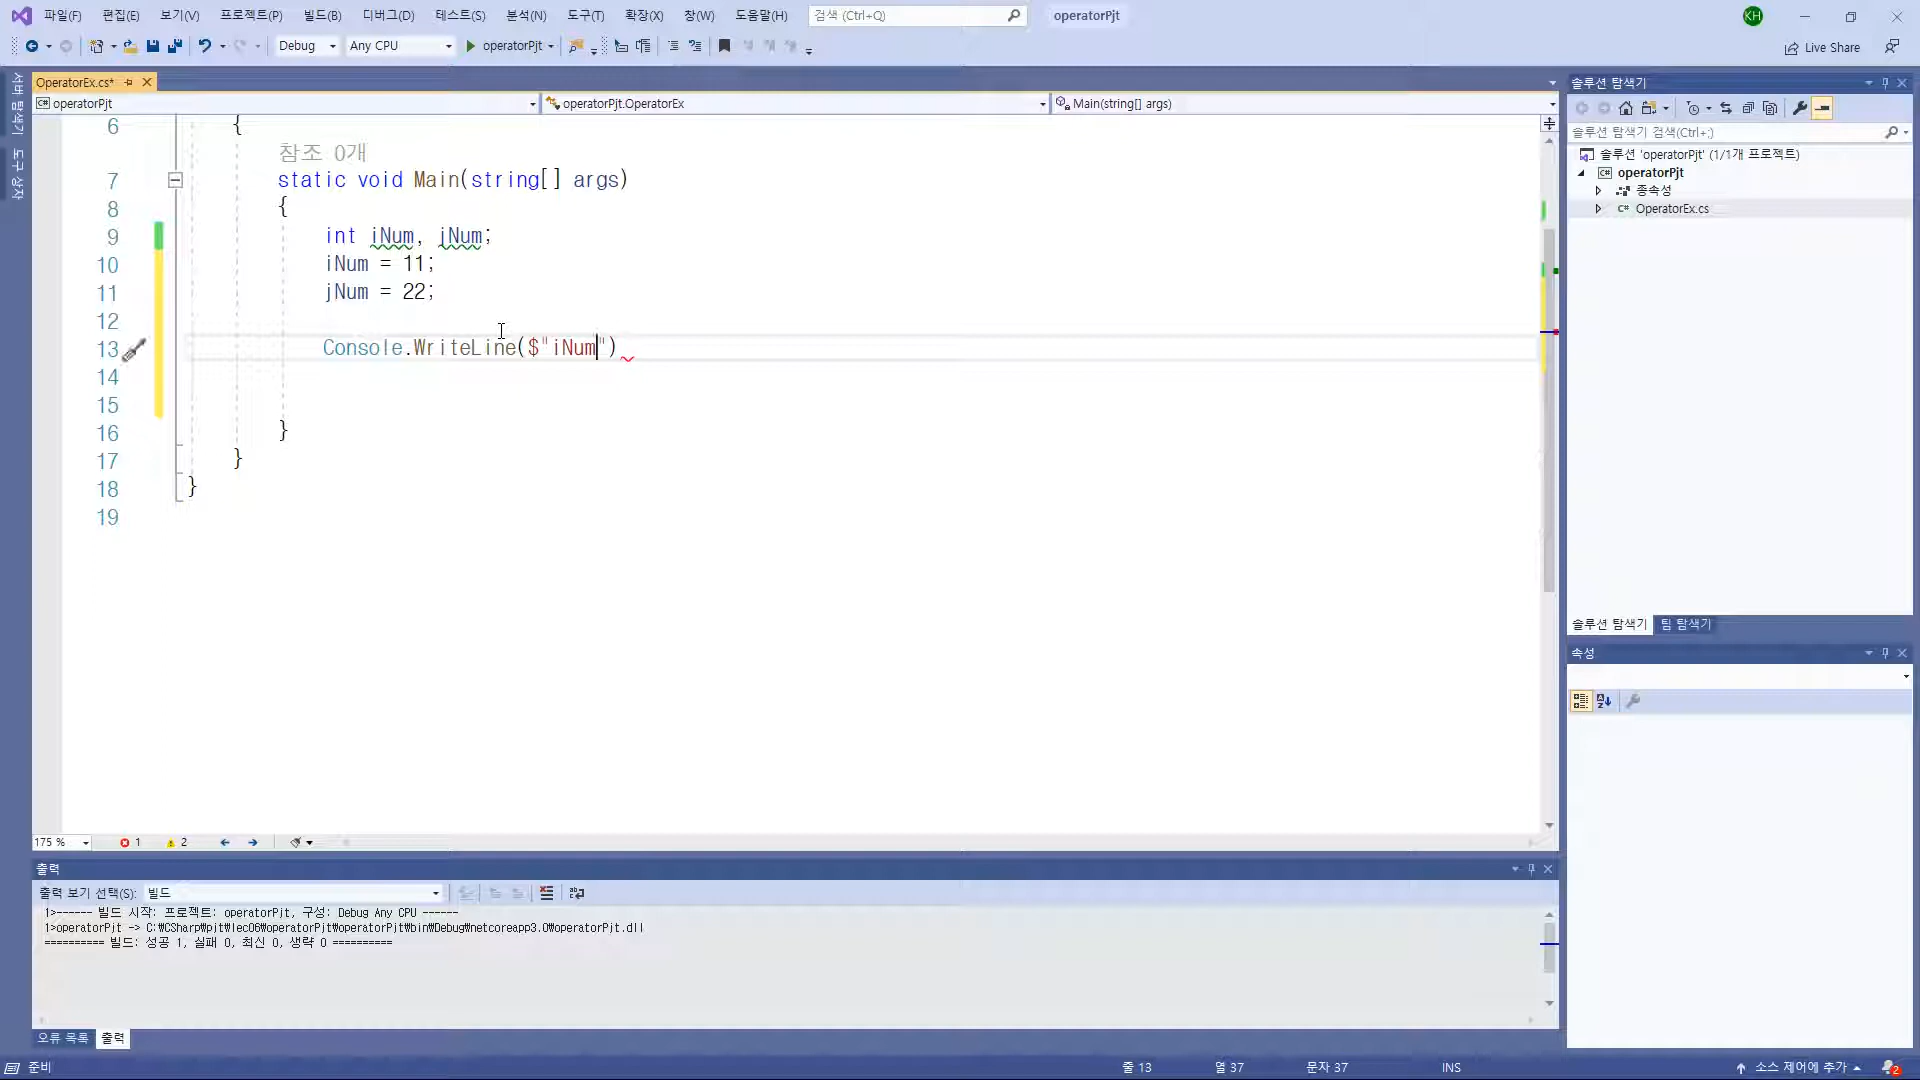 파일(F) 편집(E) 보기(V) 프로젝트(P) 빌드(B) 디버그(D) 테스트(S) 분석(N) 도구(T) 확장(X) 창(W) 도움말(H) 검색 (Ctrl+Q) operatorPjt KH
Debug Any CPU operatorPjt Live Share
서버 탐색기
도구 상자
OperatorEx.cs*
operatorPjt operatorPjt.OperatorEx Main(string[] args)
6 {
참조 0개
7 static void Main(string[] args)
8 {
9 int iNum, jNum;
10 iNum = 11;
11 jNum = 22;
12
13 Console.WriteLine($"iNum")
14
15
16 }
17 }
18 }
19
175 % 1 2
출력
출력 보기 선택(S): 빌드
1>------ 빌드 시작: 프로젝트: operatorPjt, 구성: Debug Any CPU ------
1>operatorPjt -> C:₩CSharp₩pjt₩lec06₩operatorPjt₩operatorPjt₩bin₩Debug₩netcoreapp3.0₩operatorPjt.dll
========== 빌드: 성공 1, 실패 0, 최신 0, 생략 0 ==========
오류 목록 출력
솔루션 탐색기
솔루션 탐색기 검색(Ctrl+;)
솔루션 'operatorPjt' (1/1개 프로젝트)
operatorPjt
종속성
C# OperatorEx.cs
솔루션 탐색기 팀 탐색기
속성
준비 줄 13 열 37 문자 37 INS 소스 제어에 추가 2